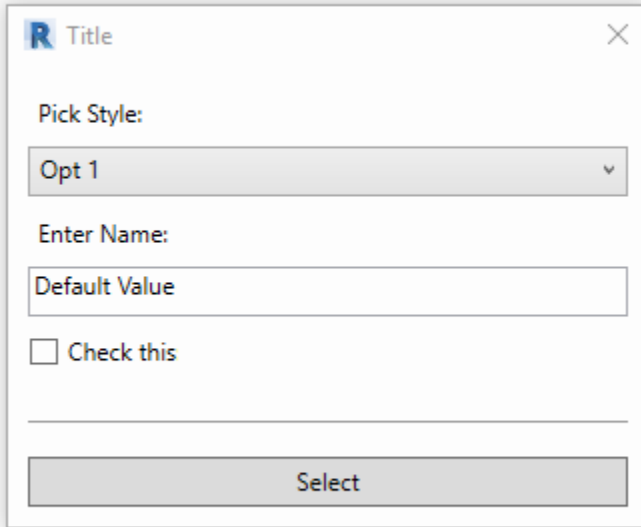 R Title
Pick Style:
Opt 1
Enter Name:
Default Value
Check this
Select